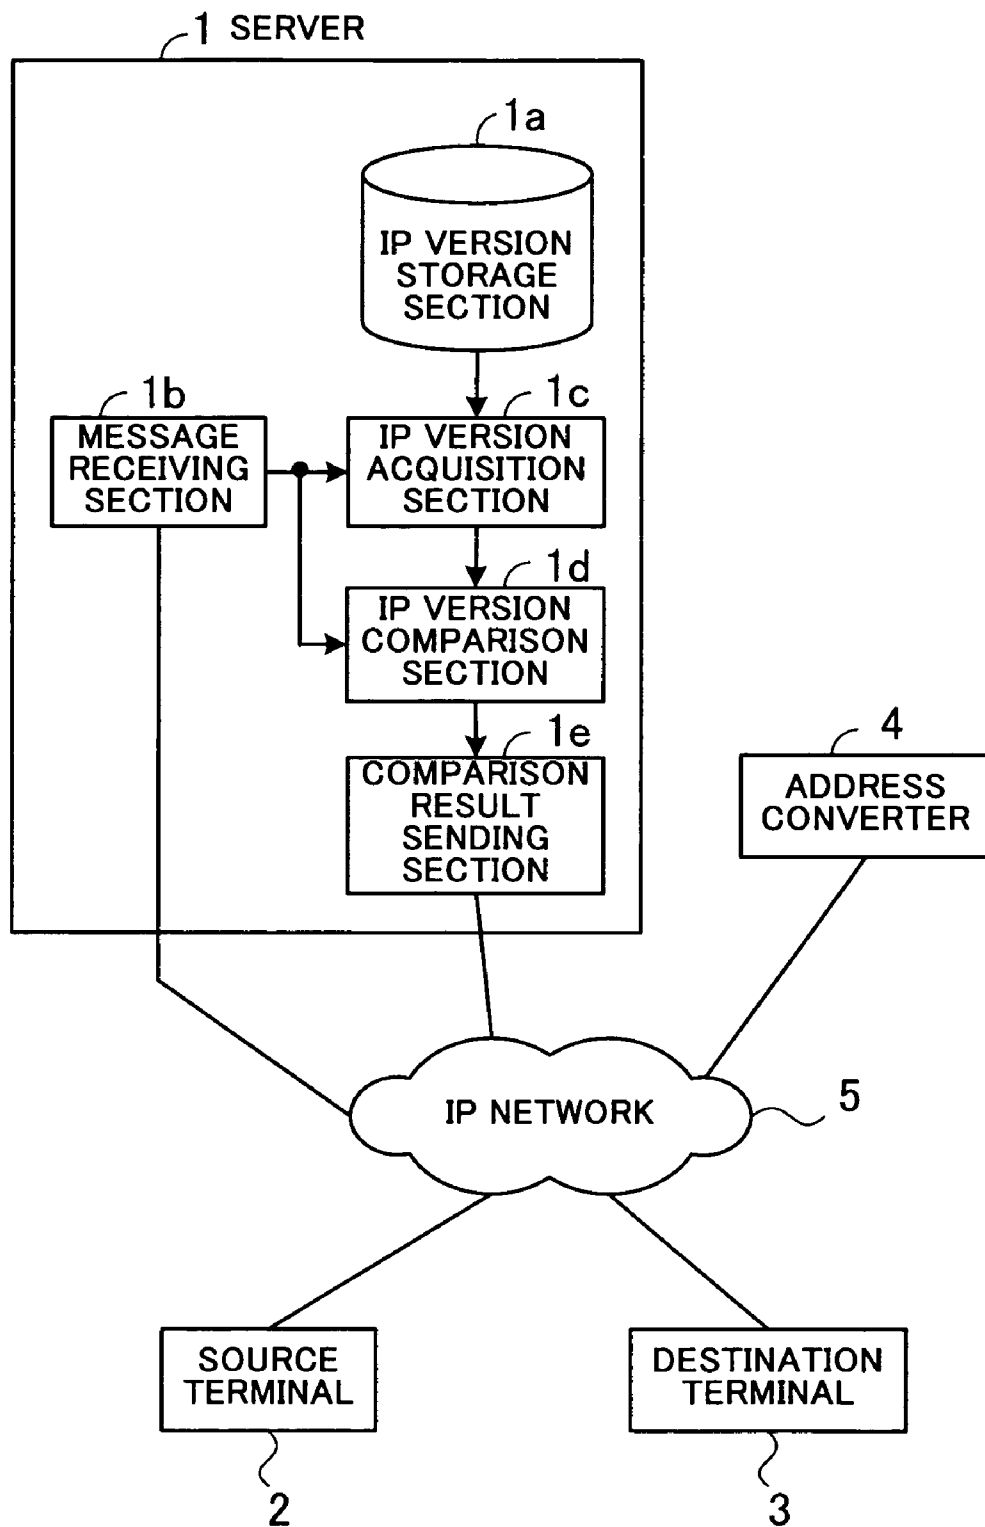 1 SERVER
1a
IP VERSION
STORAGE
SECTION
1b
MESSAGE
RECEIVING
SECTION
1c
IP VERSION
ACQUISITION
SECTION
1d
IP VERSION
COMPARISON
SECTION
1e
COMPARISON
RESULT
SENDING
SECTION
4
ADDRESS
CONVERTER
IP NETWORK
5
SOURCE
TERMINAL
2
DESTINATION
TERMINAL
3